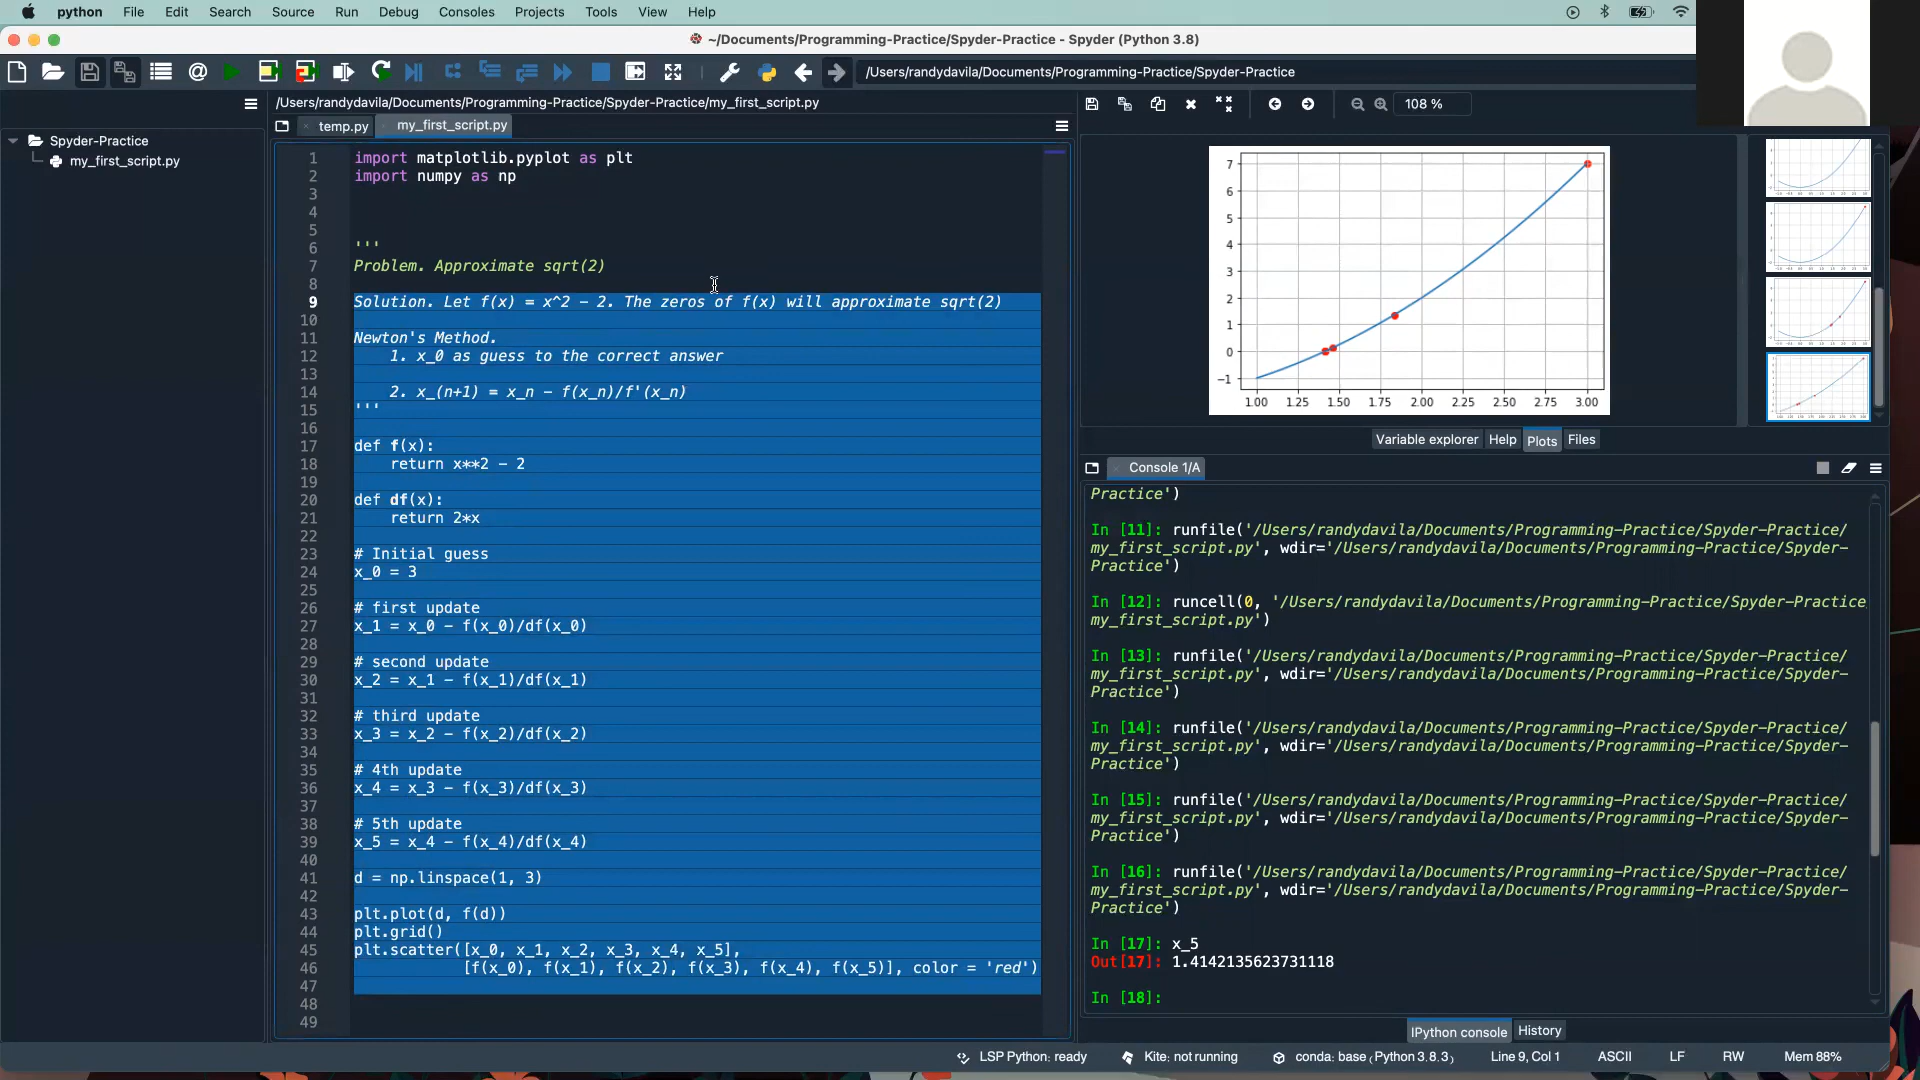 python File Edit Search Source Run Debug Consoles Projects Tools View Help
~/Documents/Programming-Practice/Spyder-Practice - Spyder (Python 3.8)
/Users/randydavila/Documents/Programming-Practice/Spyder-Practice
/Users/randydavila/Documents/Programming-Practice/Spyder-Practice/my_first_script.py
Spyder-Practice
my_first_script.py
temp.py my_first_script.py
1 import matplotlib.pyplot as plt
2 import numpy as np
3
4
5
6 '''
7 Problem. Approximate sqrt(2)
8
9 Solution. Let f(x) = x^2 - 2. The zeros of f(x) will approximate sqrt(2)
10
11 Newton's Method.
12 1. x_0 as guess to the correct answer
13
14 2. x_(n+1) = x_n - f(x_n)/f'(x_n)
15 '''
16
17 def f(x):
18 return x**2 - 2
19
20 def df(x):
21 return 2*x
22
23 # Initial guess
24 x_0 = 3
25
26 # first update
27 x_1 = x_0 - f(x_0)/df(x_0)
28
29 # second update
30 x_2 = x_1 - f(x_1)/df(x_1)
31
32 # third update
33 x_3 = x_2 - f(x_2)/df(x_2)
34
35 # 4th update
36 x_4 = x_3 - f(x_3)/df(x_3)
37
38 # 5th update
39 x_5 = x_4 - f(x_4)/df(x_4)
40
41 d = np.linspace(1, 3)
42
43 plt.plot(d, f(d))
44 plt.grid()
45 plt.scatter([x_0, x_1, x_2, x_3, x_4, x_5],
46 [f(x_0), f(x_1), f(x_2), f(x_3), f(x_4), f(x_5)], color = 'red')
47
48
49
108 %
7
6
5
4
3
2
1
0
−1
1.00 1.25 1.50 1.75 2.00 2.25 2.50 2.75 3.00
Variable explorer Help Plots Files
Console 1/A
Practice')
In [11]: runfile('/Users/randydavila/Documents/Programming-Practice/Spyder-Practice/
my_first_script.py', wdir='/Users/randydavila/Documents/Programming-Practice/Spyder-
Practice')
In [12]: runcell(0, '/Users/randydavila/Documents/Programming-Practice/Spyder-Practice
my_first_script.py')
In [13]: runfile('/Users/randydavila/Documents/Programming-Practice/Spyder-Practice/
my_first_script.py', wdir='/Users/randydavila/Documents/Programming-Practice/Spyder-
Practice')
In [14]: runfile('/Users/randydavila/Documents/Programming-Practice/Spyder-Practice/
my_first_script.py', wdir='/Users/randydavila/Documents/Programming-Practice/Spyder-
Practice')
In [15]: runfile('/Users/randydavila/Documents/Programming-Practice/Spyder-Practice/
my_first_script.py', wdir='/Users/randydavila/Documents/Programming-Practice/Spyder-
Practice')
In [16]: runfile('/Users/randydavila/Documents/Programming-Practice/Spyder-Practice/
my_first_script.py', wdir='/Users/randydavila/Documents/Programming-Practice/Spyder-
Practice')
In [17]: x_5
Out[17]: 1.4142135623731118
In [18]:
IPython console History
LSP Python: ready Kite: not running conda: base (Python 3.8.3) Line 9, Col 1 ASCII LF RW Mem 88%